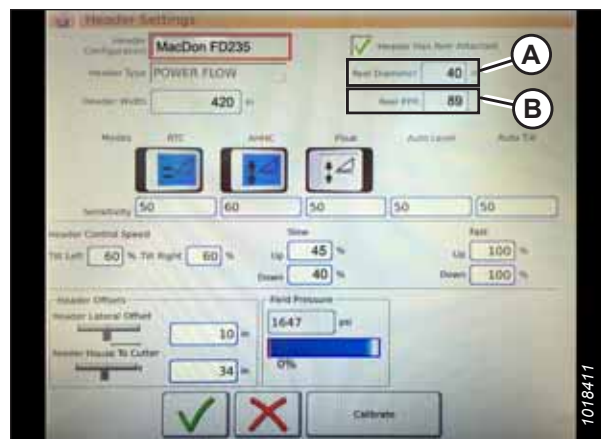 Header Settings
Header Configuration MacDon FD235
Header Has Reel Attached
Header Type POWER FLOW
Reel Diameter 40
A
Header Width 420 in
Reel PPR 89
B
Modes RTC AHHC Float Auto Level Auto Tilt
Sensitivity 50 60 50 50 50
Header Control Speed
Slow Fast
Tilt Left 60 % Tilt Right 60 % Up 45 % Up 100 %
Down 40 % Down 100 %
Header Offsets
Field Pressure
Header Lateral Offset
10 in
1647 psi
Header House To Cutter
34 in
0%
Calibrate
1018411